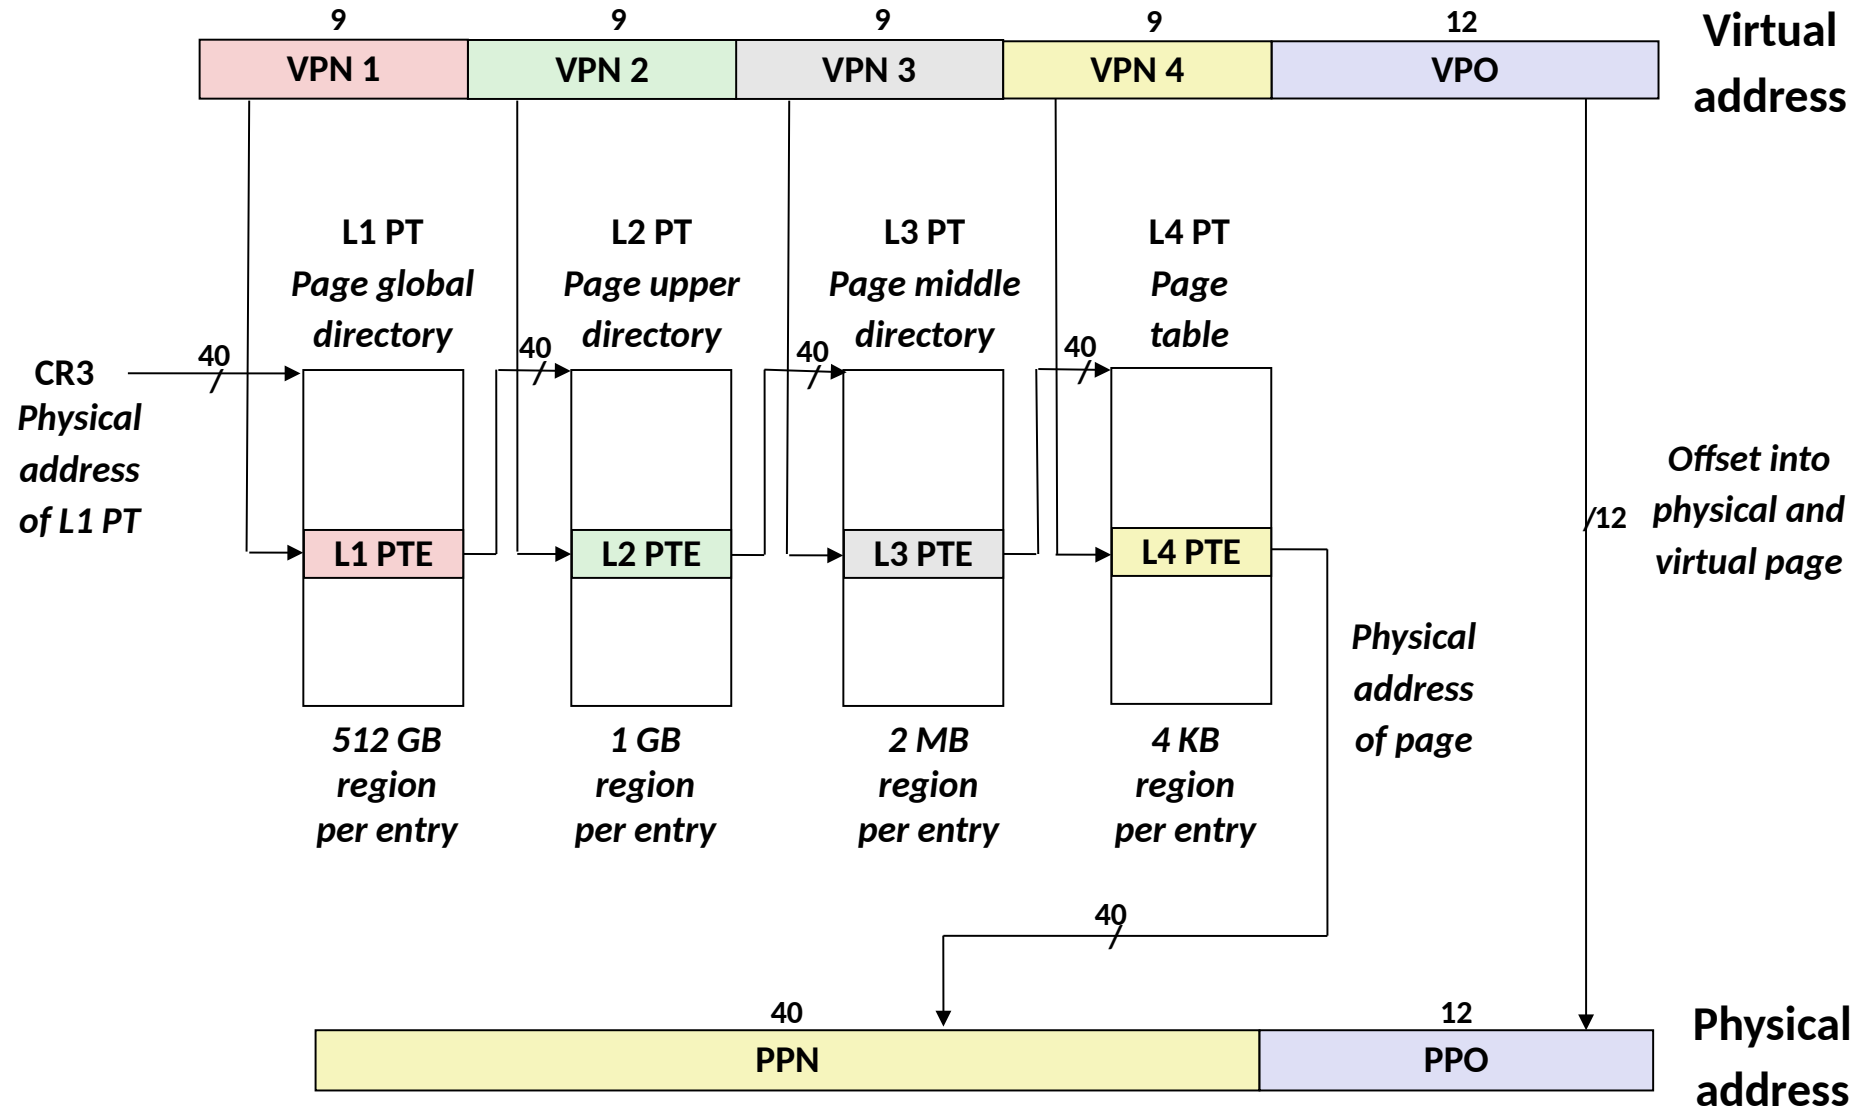 9
9
9
9
12
VPN 1
VPN 2
VPN 3
VPN 4
VPO
Virtual
address
L1 PT
Page global
directory
L2 PT
Page upper
directory
L3 PT
Page middle
directory
L4 PT
Page
table
CR3
Physical
address
of L1 PT
40
40
40
40
L1 PTE
L2 PTE
L3 PTE
L4 PTE
/12
Offset into
physical and
virtual page
512 GB
region
per entry
1 GB
region
per entry
2 MB
region
per entry
4 KB
region
per entry
Physical
address
of page
40
40
12
PPN
PPO
Physical
address